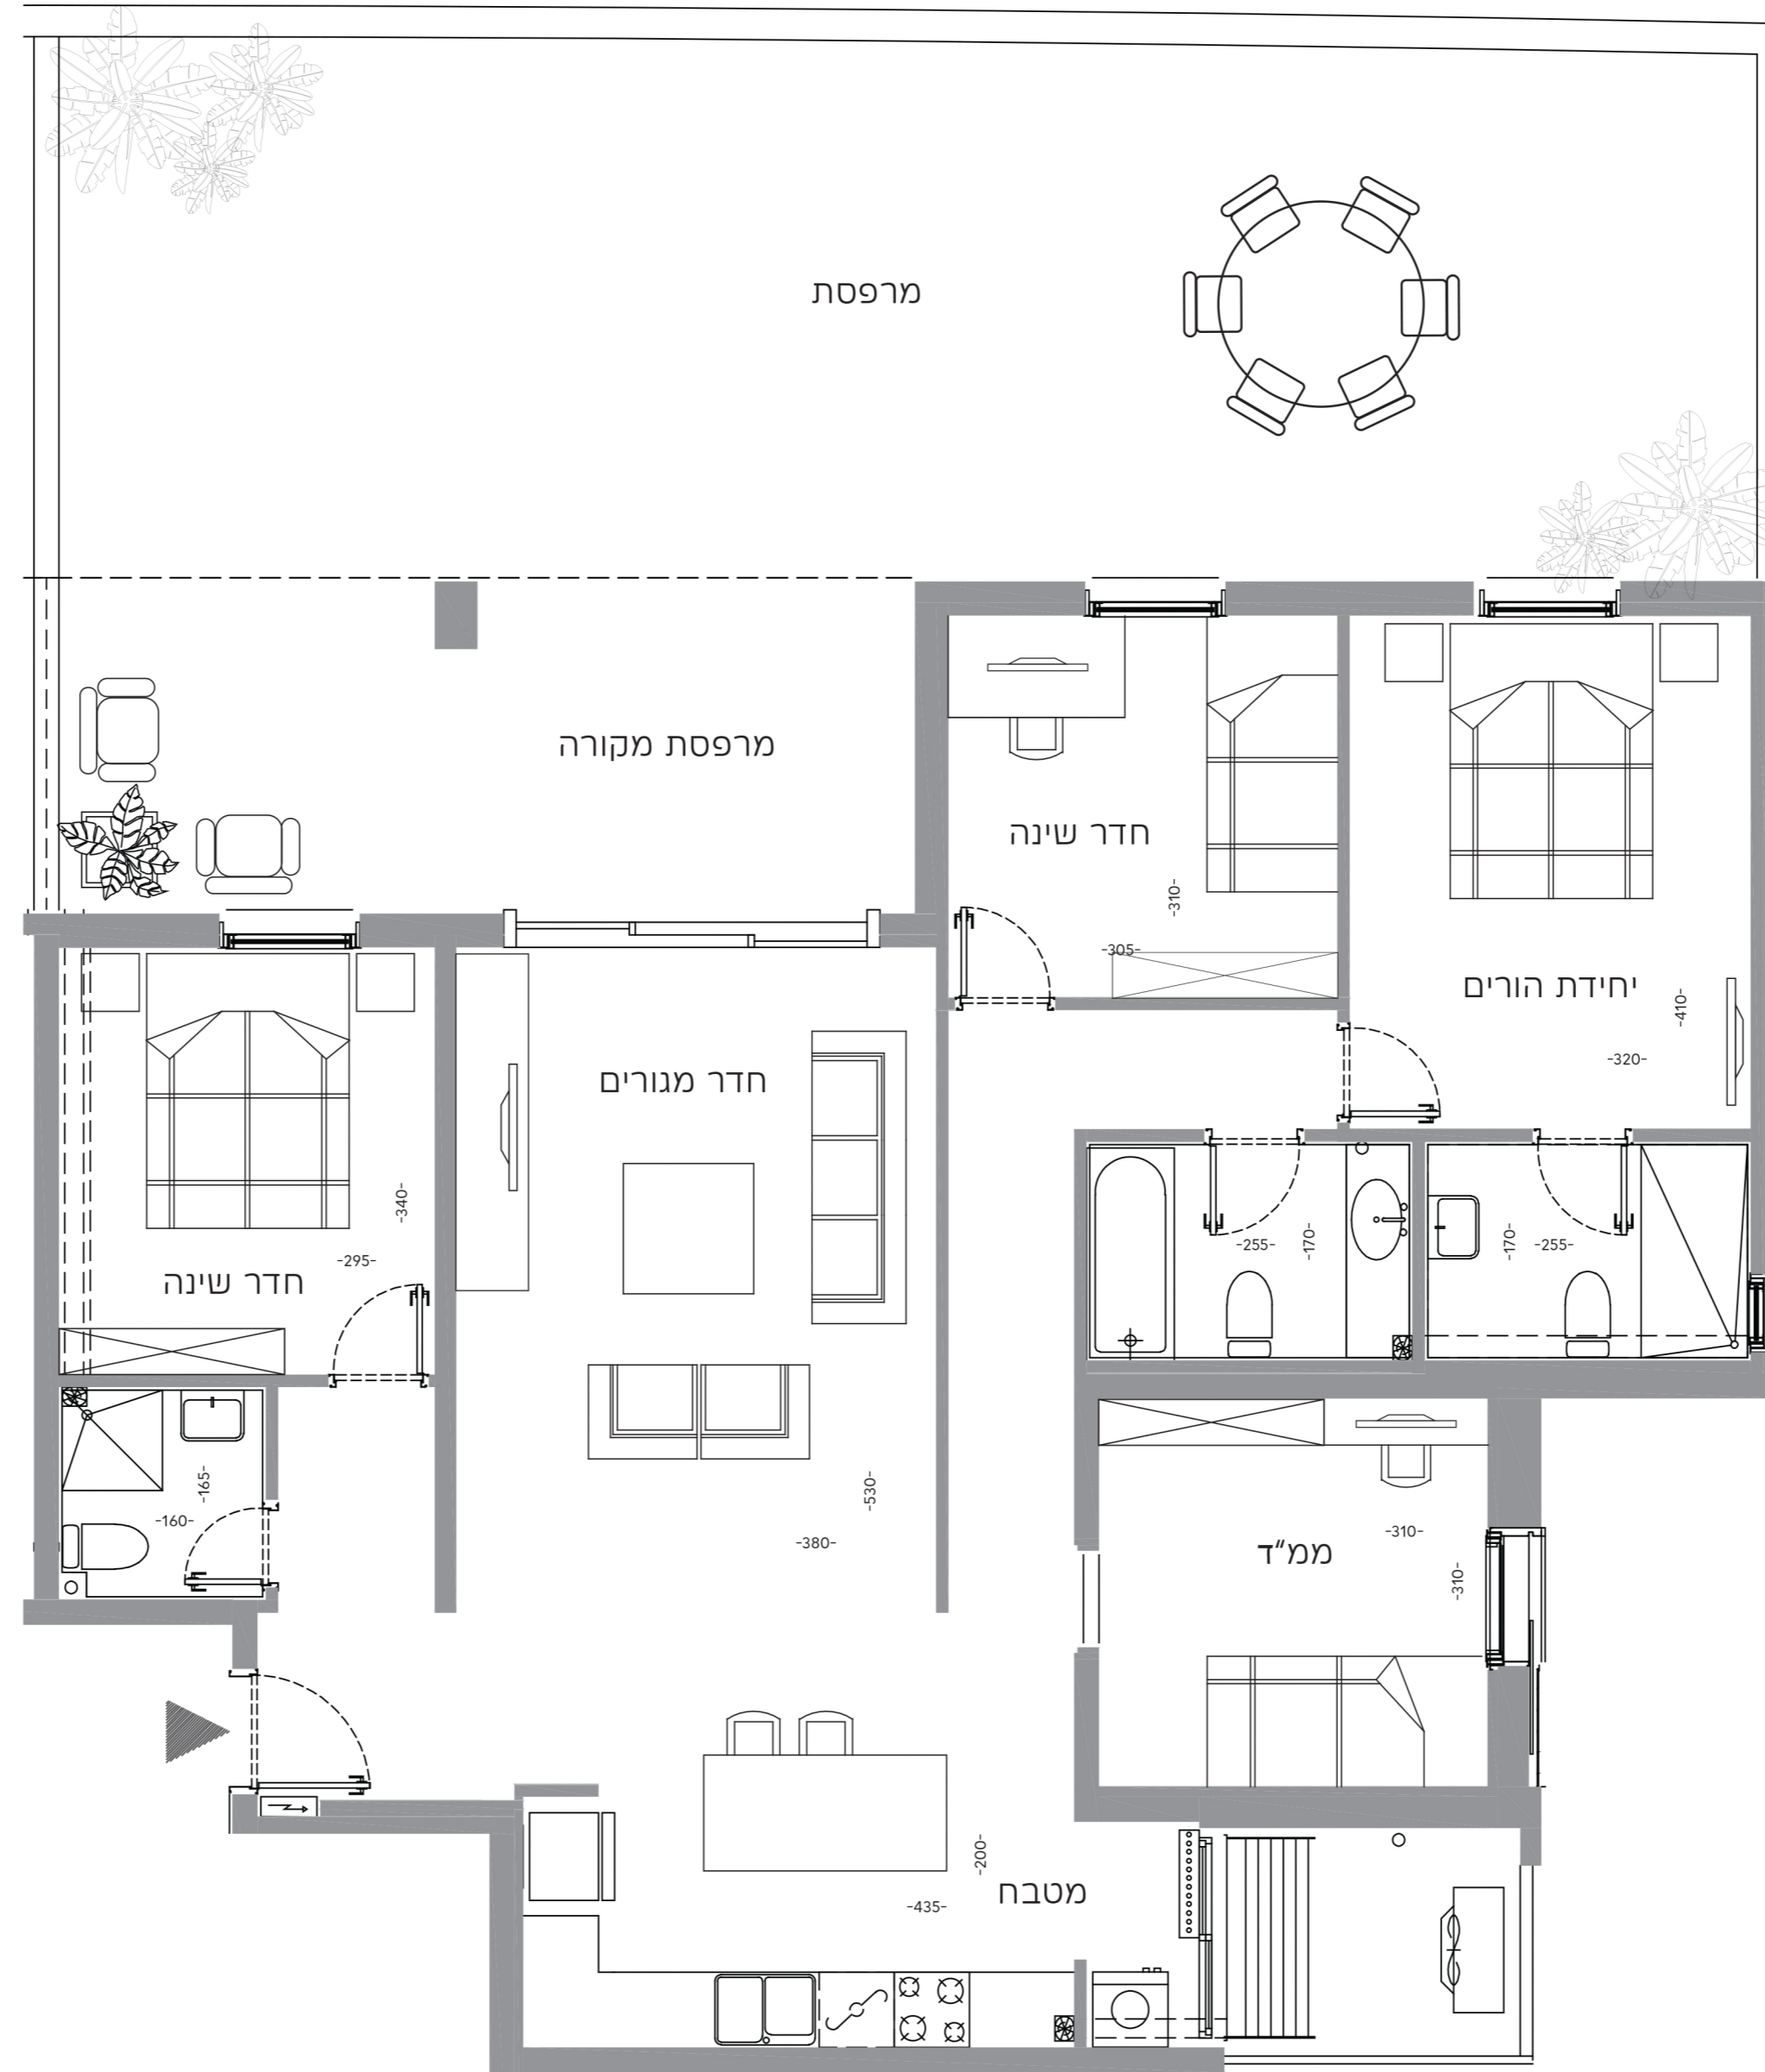 מרפסת
מרפסת מקורה
חדר שינה
-310-
-305-
יחידת הורים
-410-
-320-
חדר מגורים
-340-
-295-
חדר שינה
-255-
-170-
-170-
-255-
-165-
-160-
-530-
-380-
ממ״ד
-310-
-310-
-200-
מטבח
-435-